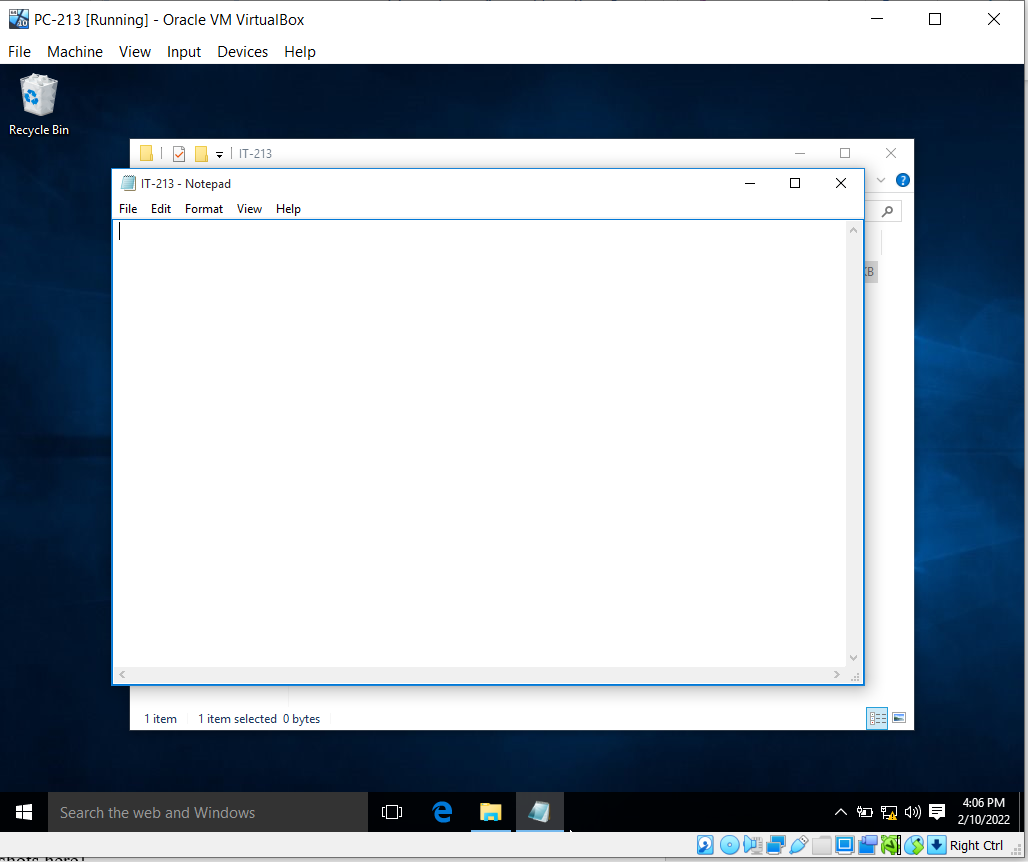 PC-213 [Running] - Oracle VM VirtualBox
File Machine View Input Devices Help
Recycle Bin
IT-213
IT-213 - Notepad
File Edit Format View Help
KB
1 item 1 item selected 0 bytes
Search the web and Windows
4:06 PM
2/10/2022
Right Ctrl
shots here!